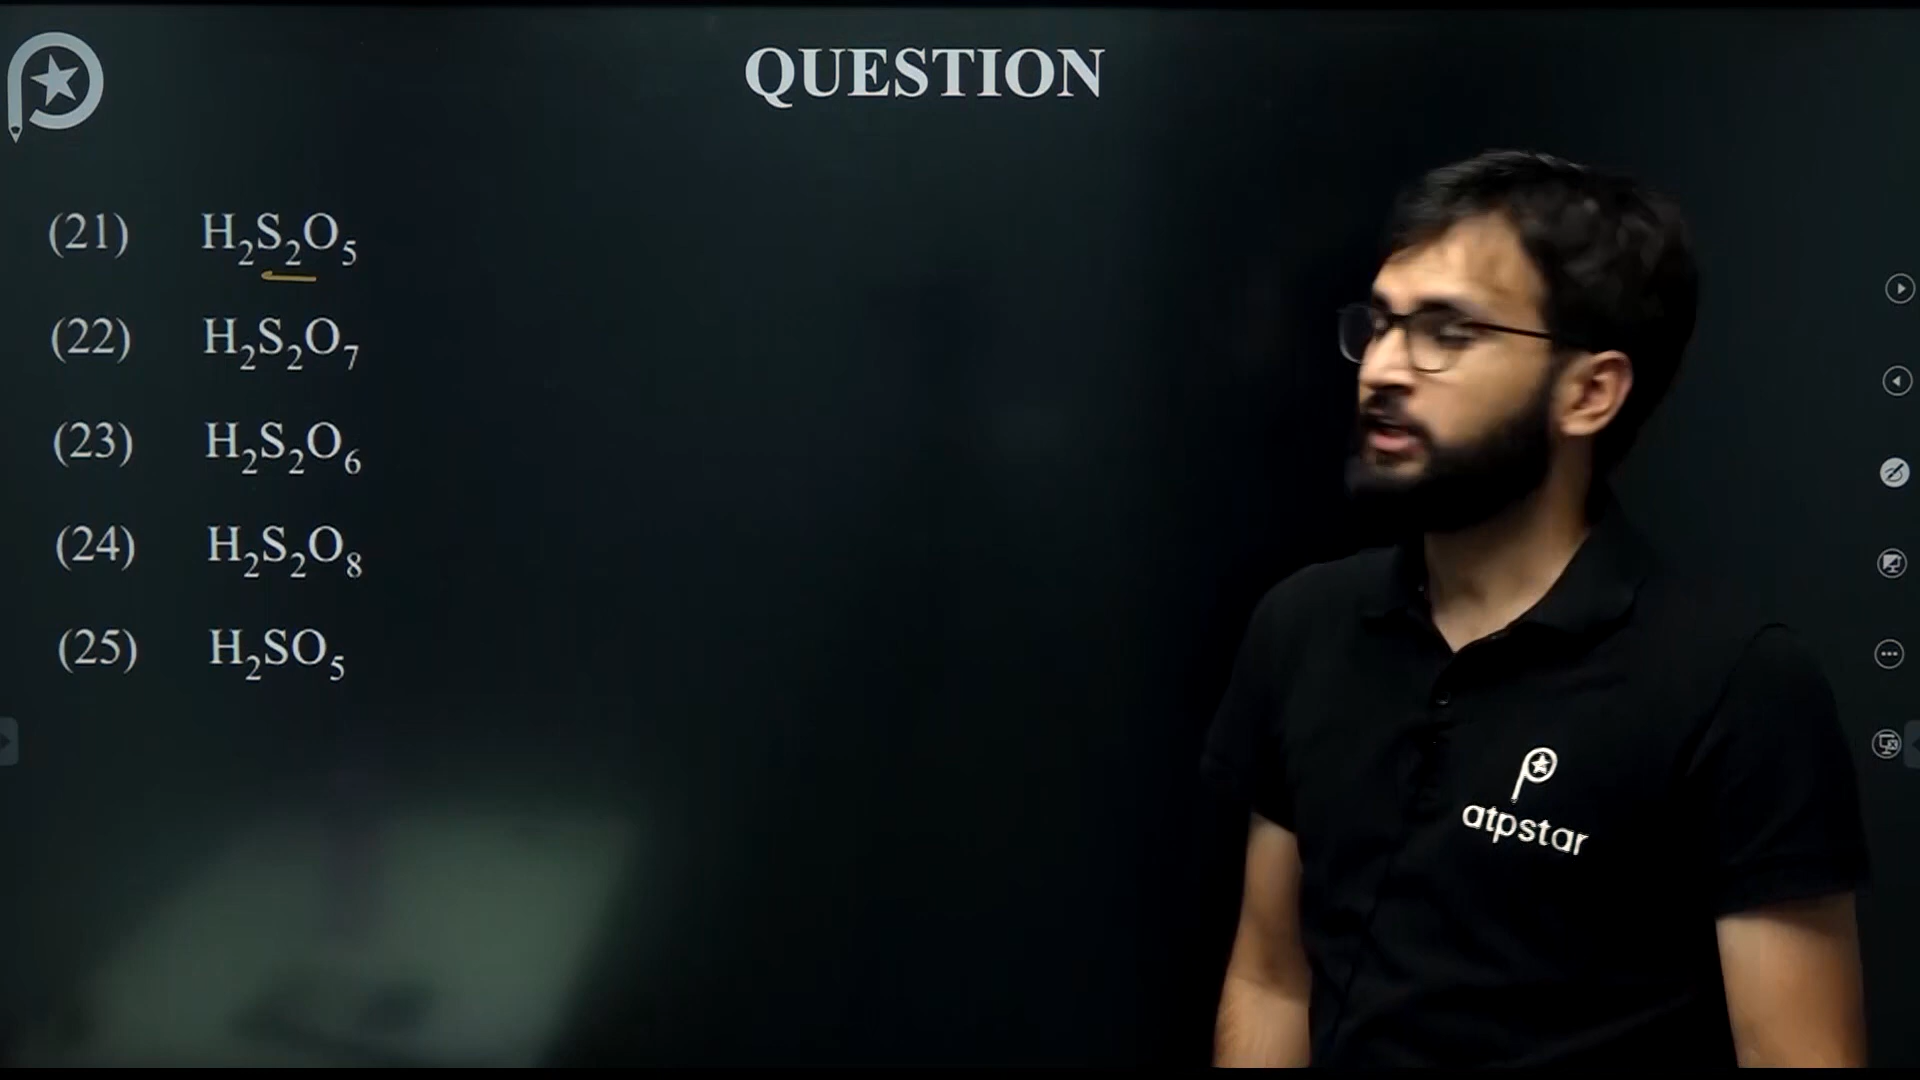 QUESTION
(21) H₂S₂O₅
(22) H₂S₂O₇
(23) H₂S₂O₆
(24) H₂S₂O₈
(25) H₂SO₅
atpstar